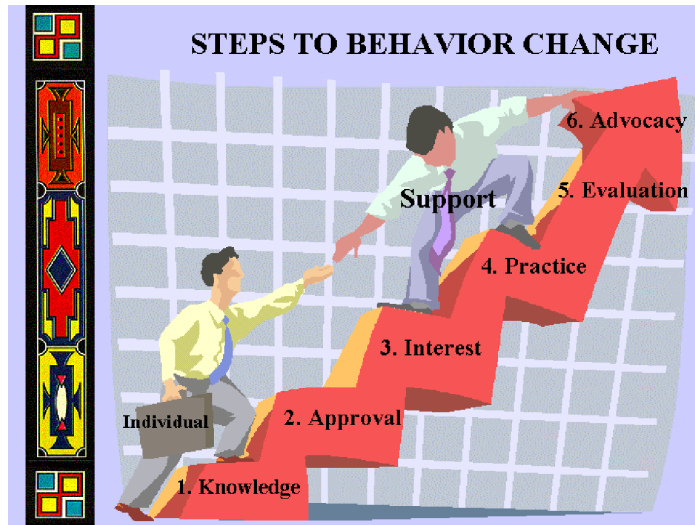 STEPS TO BEHAVIOR CHANGE
6. Advocacy
5. Evaluation
Support
4. Practice
3. Interest
Individual
2. Approval
1. Knowledge